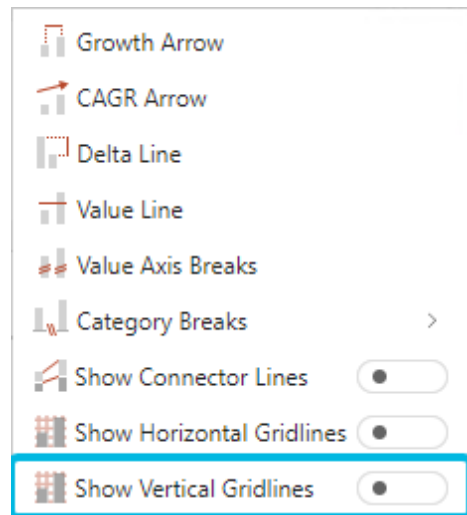 Growth Arrow
CAGR Arrow
Delta Line
Value Line
Value Axis Breaks
Category Breaks
Show Connector Lines
Show Horizontal Gridlines
Show Vertical Gridlines